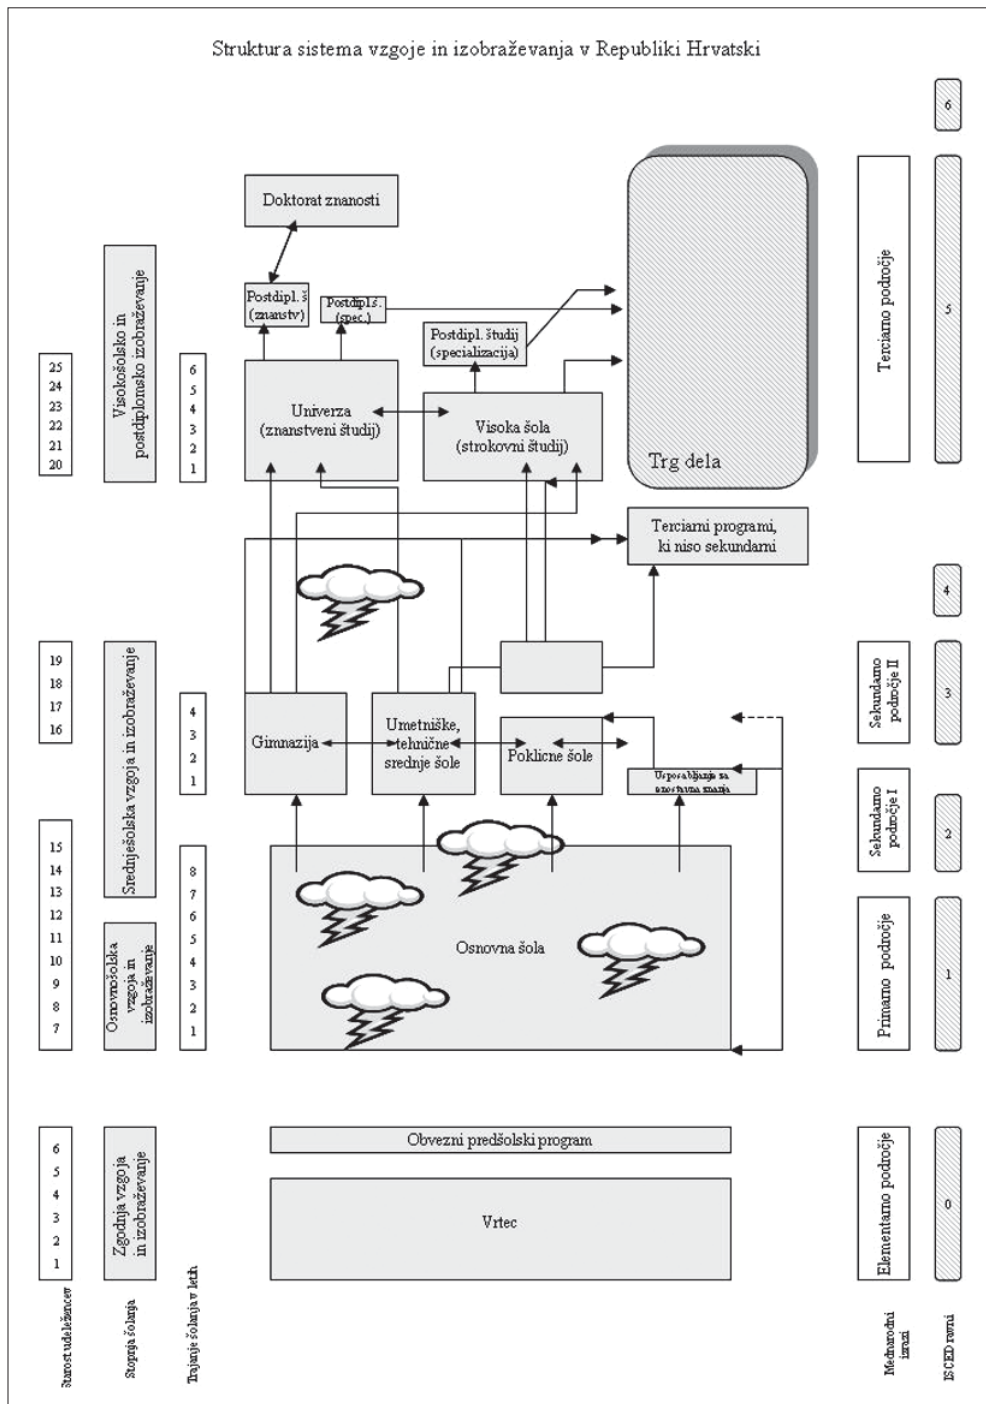 Struktura sistema vzgoje in izobraževanja v Republiki Hrvatski
6
Doktorat znanosti
Postdipl. š
(znanstv)
Postdipl.š.
(spec.)
Postdipl. študij
(specializacija)
Univerza
(znanstveni študij)
Visoka šola
(strokovni študij)
Trg dela
Terciarni programi,
ki niso sekundarni
Visokošolsko in
postdiplomsko izobraževanje
25
24
23
22
21
20
6
5
4
3
2
1
Terciarno področje
5
4
19
18
17
16
Srednješolska vzgoja in izobraževanje
4
3
2
1
Gimnazija
Umetniške,
tehnične
srednje šole
Poklicne šole
Usposabljanje za
enostavna znanja
Sekundarno
področje II
3
Sekundarno
področje I
2
15
14
13
12
11
10
9
8
7
Osnovnošolska
vzgoja in
izobraževanje
8
7
6
5
4
3
2
1
Osnovna šola
Primarno področje
1
6
5
4
3
2
1
Zgodnja vzgoja
in izobraževanje
Obvezni predšolski program
Vrtec
Elementarno področje
0
Starost udeležencev
Stopnja šolanja
Trajanje šolanja v letih
Mednarodni
izrazi
ISCED ravni